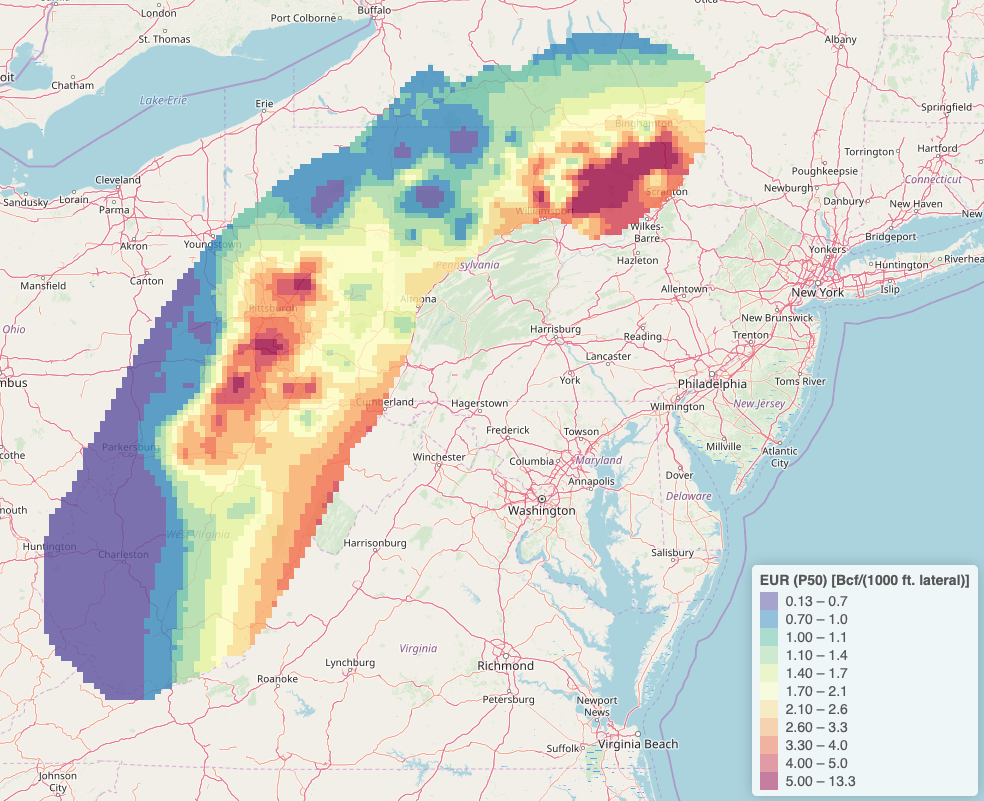 London
Port Colborne
Buffalo
Utica
St. Thomas
Albany
oit
Chatham
Lake Erie
Erie
Springfield
Binghamton
Torrington
Hartford
Poughkeepsie
Cleveland
Connecticut
Newburgh
Scranton
Sandusky
Lorain
Danbury
New Haven
New
Parma
Williamsport
Wilkes-
Barre
Bridgeport
Akron
Youngstown
Yonkers
Hazleton
Huntington
Riverhea
Pennsylvania
Mansfield
Canton
Allentown
New York
Islip
Altoona
Pittsburgh
New Brunswick
Ohio
Harrisburg
Reading
Trenton
Lancaster
mbus
York
Philadelphia
Toms River
Cumberland
Hagerstown
Wilmington
New Jersey
Frederick
Towson
Parkersburg
Millville
Atlantic
City
cothe
Winchester
Columbia
Maryland
Dover
Annapolis
Delaware
mouth
Washington
West Virginia
Huntington
Charleston
Harrisonburg
Salisbury
EUR (P50) [Bcf/(1000 ft. lateral)]
0.13 – 0.7
0.70 – 1.0
1.00 – 1.1
1.10 – 1.4
1.40 – 1.7
1.70 – 2.1
2.10 – 2.6
2.60 – 3.3
3.30 – 4.0
4.00 – 5.0
5.00 – 13.3
Virginia
Lynchburg
Richmond
Roanoke
Petersburg
Newport
News
Suffolk
Virginia Beach
Johnson
City